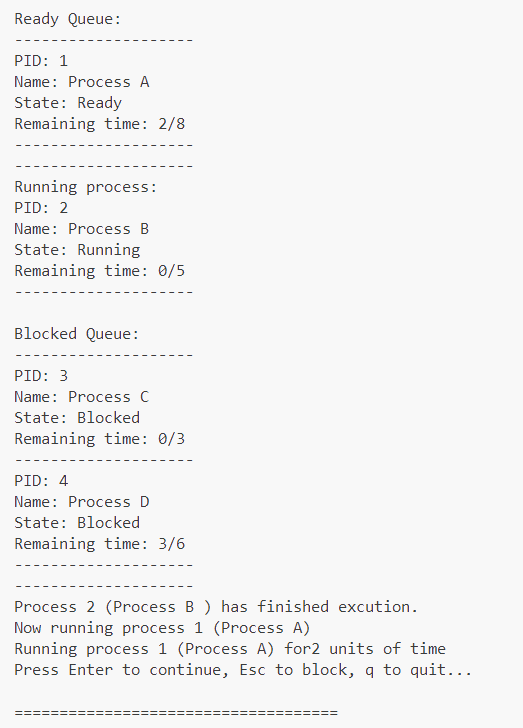 Ready Queue:
--------------------
PID: 1
Name: Process A
State: Ready
Remaining time: 2/8
--------------------
--------------------
Running process:
PID: 2
Name: Process B
State: Running
Remaining time: 0/5
--------------------
Blocked Queue:
--------------------
PID: 3
Name: Process C
State: Blocked
Remaining time: 0/3
--------------------
PID: 4
Name: Process D
State: Blocked
Remaining time: 3/6
--------------------
--------------------
Process 2 (Process B ) has finished excution.
Now running process 1 (Process A)
Running process 1 (Process A) for2 units of time
Press Enter to continue, Esc to block, q to quit...
====================================